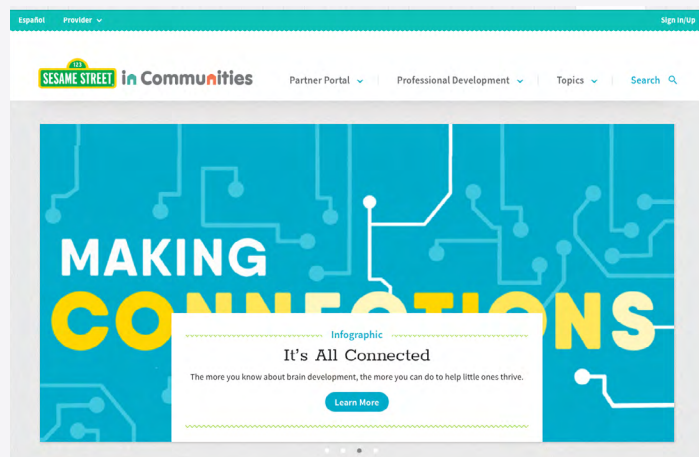 Español Provider Sign In/Up
123
SESAME STREET in Communities Partner Portal Professional Development Topics Search
MAKING
CONNECTIONS
Infographic
It's All Connected
The more you know about brain development, the more you can do to help little ones thrive.
Learn More